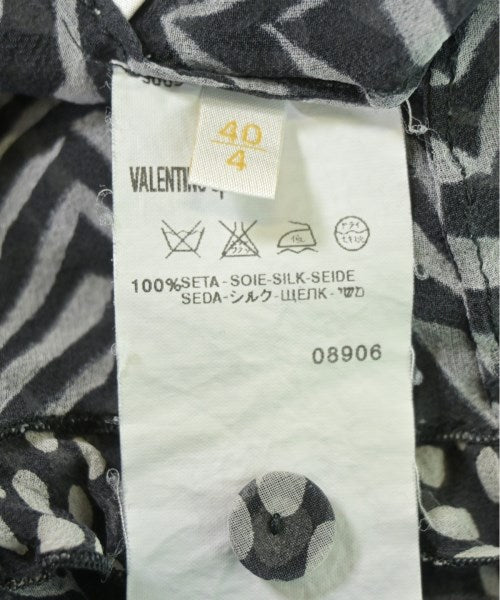 40
4
VALENTINO
100% SETA - SOIE - SILK - SEIDE
SEDA - シルク - ЩЕЛК - משי
08906